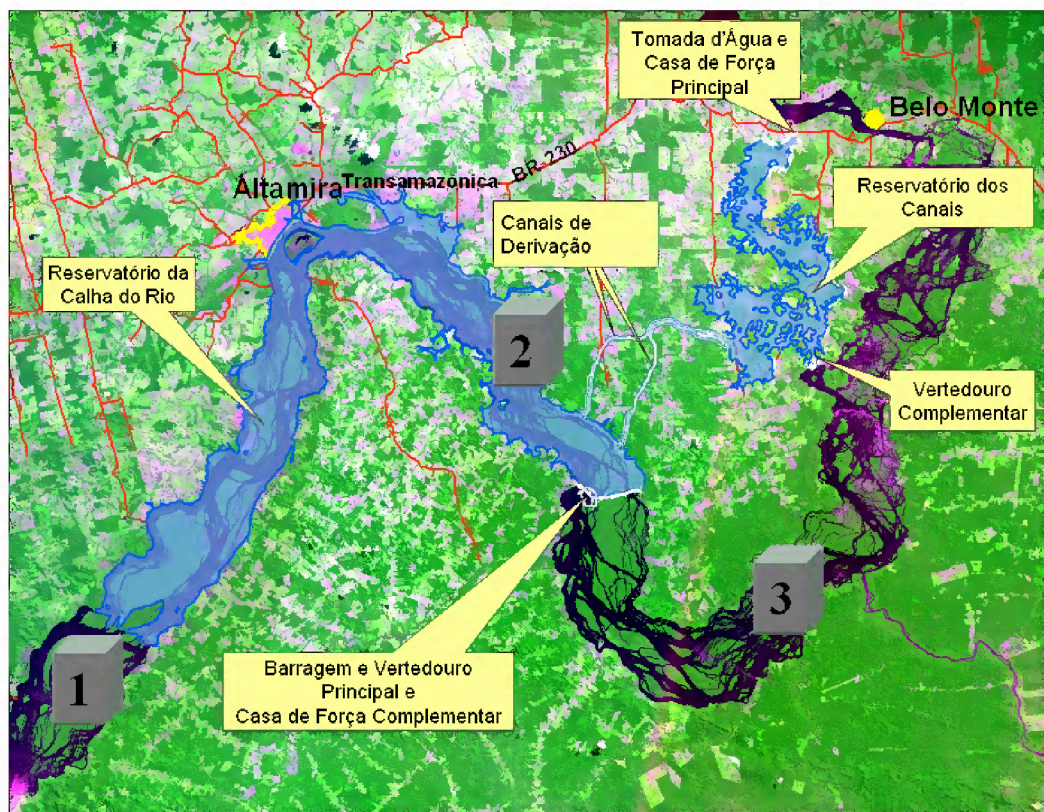 Tomada d'Água e
Casa de Força
Principal
Belo Monte
BR-230
Transamazonica
Áltamira
Reservatório dos
Canais
Canais de
Derivação
Reservatório da
Calha do Rio
2
Vertedouro
Complementar
3
1
Barragem e Vertedouro
Principal e
Casa de Força Complementar